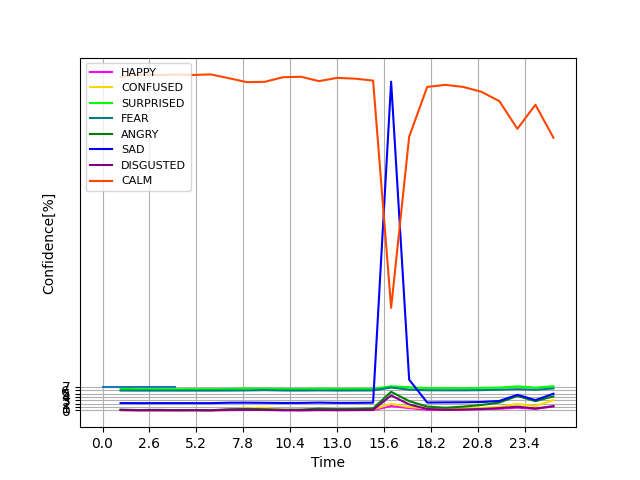 HAPPY
CONFUSED
SURPRISED
FEAR
ANGRY
SAD
DISGUSTED
CALM
Confidence[%]
7
0.0 2.6 5.2 7.8 10.4 13.0 15.6 18.2 20.8 23.4
Time